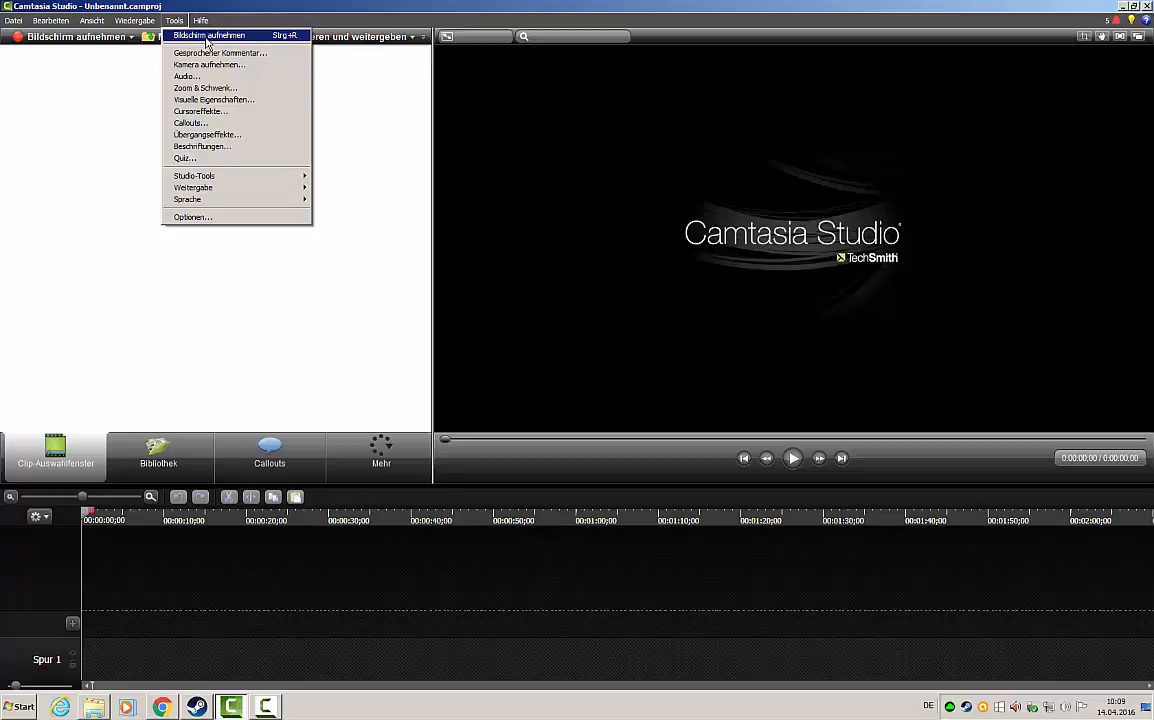 Camtasia Studio - Unbenannt.camproj
Datei Bearbeiten Ansicht Wiedergabe Tools Hilfe
5
Bildschirm aufnehmen
ieren und weitergeben
Bildschirm aufnehmen Strg+R
Gesprochener Kommentar...
Kamera aufnehmen...
Audio...
Zoom & Schwenk...
Visuelle Eigenschaften...
Cursoreffekte...
Callouts...
Übergangseffekte...
Beschriftungen...
Quiz...
Studio-Tools
Weitergabe
Sprache
Optionen...
Camtasia Studio
TechSmith
Clip-Auswahlfenster Bibliothek Callouts Mehr
0:00:00;00 / 0:00:00;00
00:00:00;00 00:00:10;00 00:00:20;00 00:00:30;00 00:00:40;00 00:00:50;00 00:01:00;00 00:01:10;00 00:01:20;00 00:01:30;00 00:01:40;00 00:01:50;00 00:02:00;00
Spur 1
Start
DE
10:09
14.04.2016